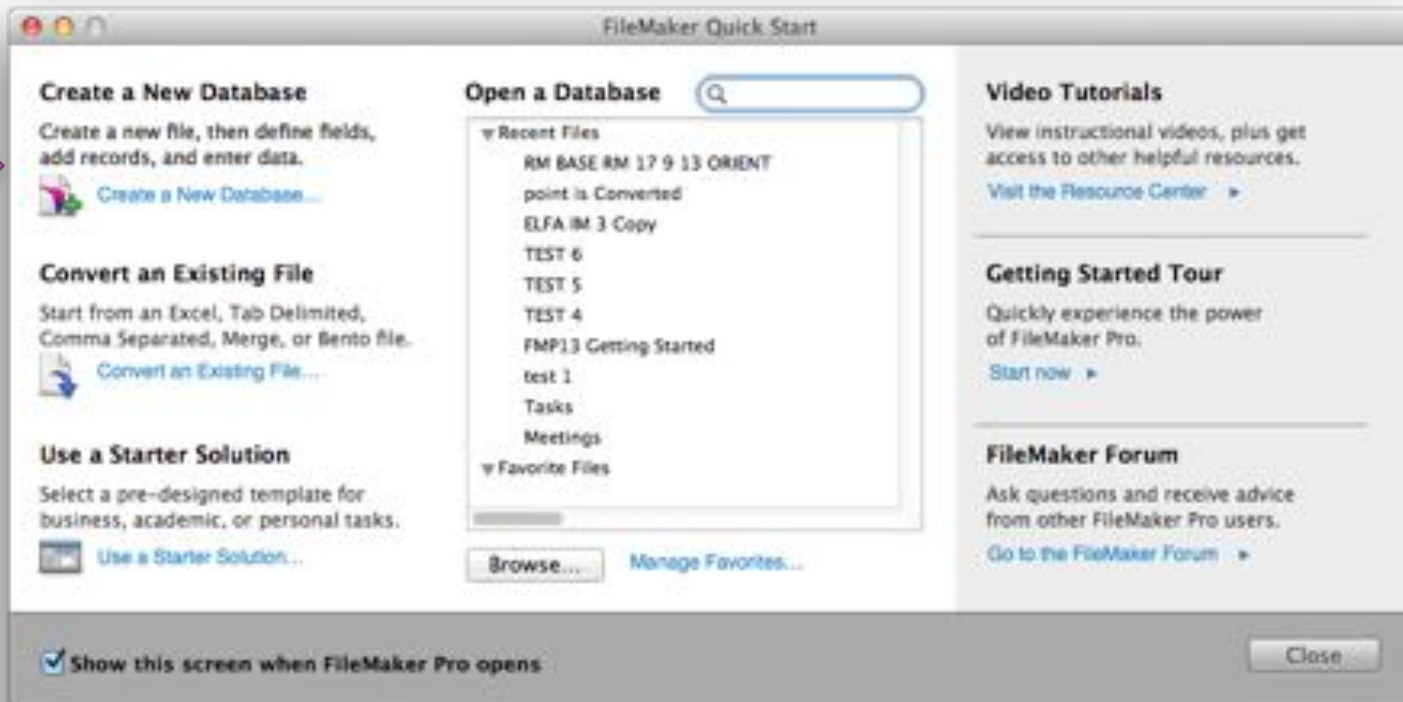 FileMaker Quick Start
Create a New Database
Create a new file, then define fields,
add records, and enter data.
Create a New Database...
Convert an Existing File
Start from an Excel, Tab Delimited,
Comma Separated, Merge, or Bento file.
Convert an Existing File...
Use a Starter Solution
Select a pre-designed template for
business, academic, or personal tasks.
Use a Starter Solution...
Open a Database
Recent Files
RM BASE RM 17 9 13 ORIENT
point is Converted
ELFA IM 3 Copy
TEST 6
TEST 5
TEST 4
FMP13 Getting Started
test 1
Tasks
Meetings
Favorite Files
Browse...
Manage Favorites...
Video Tutorials
View instructional videos, plus get
access to other helpful resources.
Visit the Resource Center
Getting Started Tour
Quickly experience the power
of FileMaker Pro.
Start now
FileMaker Forum
Ask questions and receive advice
from other FileMaker Pro users.
Go to the FileMaker Forum
Show this screen when FileMaker Pro opens
Close